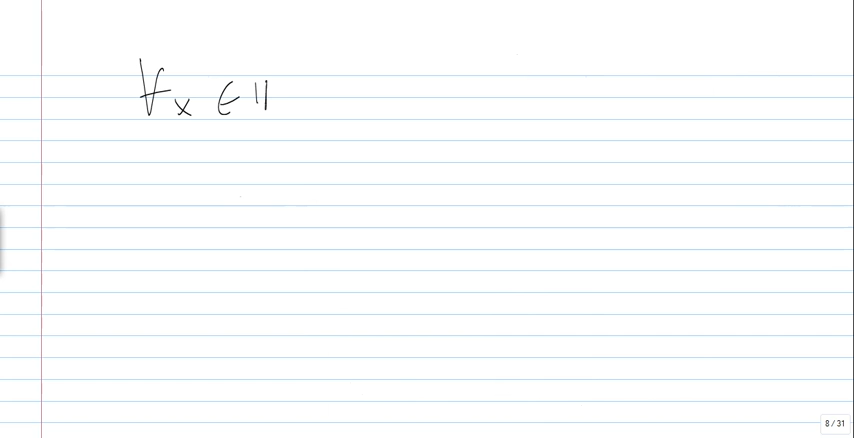 ∀x ∈ ||
8 / 31